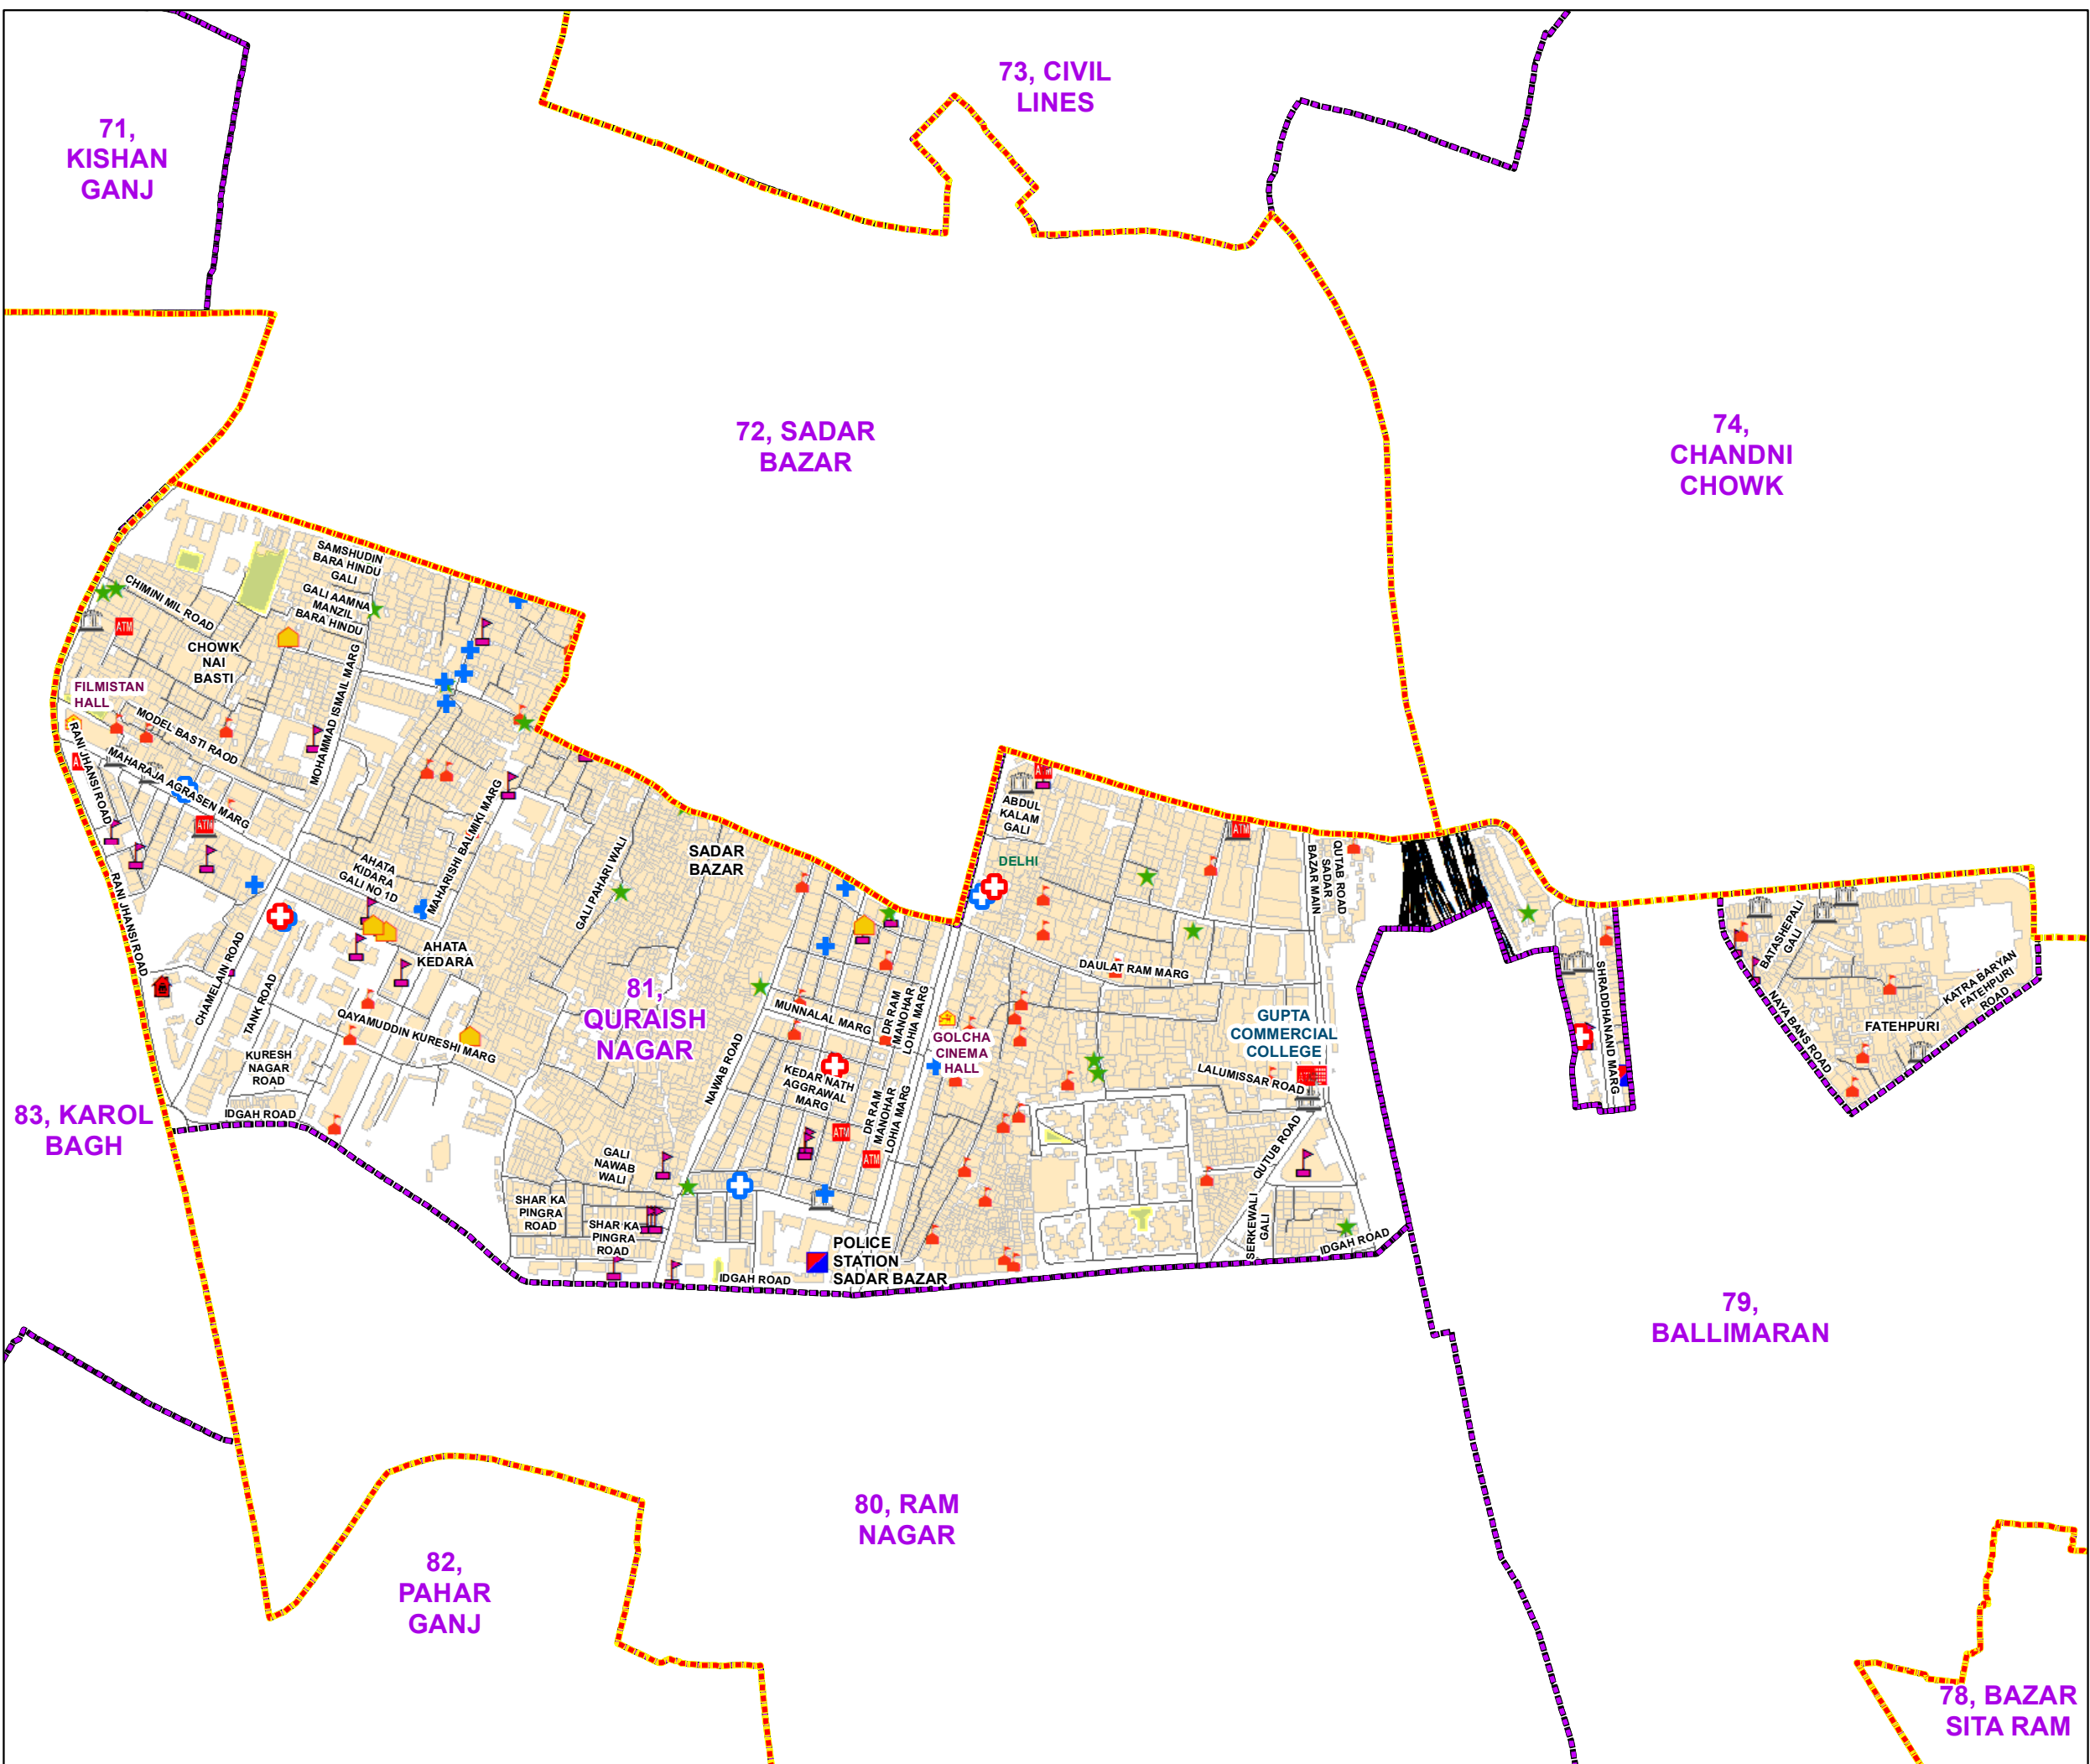 73, CIVIL
LINES
71,
KISHAN
GANJ
72, SADAR
BAZAR
74,
CHANDNI
CHOWK
SAMSHUDIN
BARA HINDU
GALI
GALI AAMNA
MANZIL
BARA HINDU
CHIMINI MIL ROAD
ATM
CHOWK
NAI
BASTI
MOHAMMAD ISMAIL MARG
FILMISTAN
HALL
MODEL BASTI RAOD
RANI JHANSI ROAD
MAHARAJA AGRASEN MARG
ATM
AHATA
KIDARA
GALI NO 1D
MAHARISHI BALMIKI MARG
GALI PAHARI WALI
SADAR
BAZAR
ATM
ABDUL
KALAM
GALI
DELHI
ATM
BAZAR MAIN
SADAR
QUTAB ROAD
RANI JHANSI ROAD
CHAMELAIN ROAD
TANK ROAD
AHATA
KEDARA
QAYAMUDDIN KURESHI MARG
KURESH
NAGAR
ROAD
IDGAH ROAD
81,
QURAISH
NAGAR
NAWAB ROAD
MUNNALAL MARG
DR RAM
MANOHAR
LOHIA MARG
DAULAT RAM MARG
GOLCHA
CINEMA
HALL
GUPTA
COMMERCIAL
COLLEGE
LALUMISSAR ROAD
KEDAR NATH
AGGRAWAL
MARG
DR RAM
MANOHAR
LOHIA MARG
ATM
ATM
BATASHEPALI
GALI
SHRADDHANAND MARG
NAYA BANS ROAD
KATRA BARYAN
FATEHPURI
ROAD
FATEHPURI
83, KAROL
BAGH
GALI
NAWAB
WALI
SHAR KA
PINGRA
ROAD
SHAR KA
PINGRA
ROAD
QUTUB ROAD
SERKEWALI
GALI
IDGAH ROAD
POLICE
STATION
SADAR BAZAR
IDGAH ROAD
79,
BALLIMARAN
80, RAM
NAGAR
82,
PAHAR
GANJ
78, BAZAR
SITA RAM